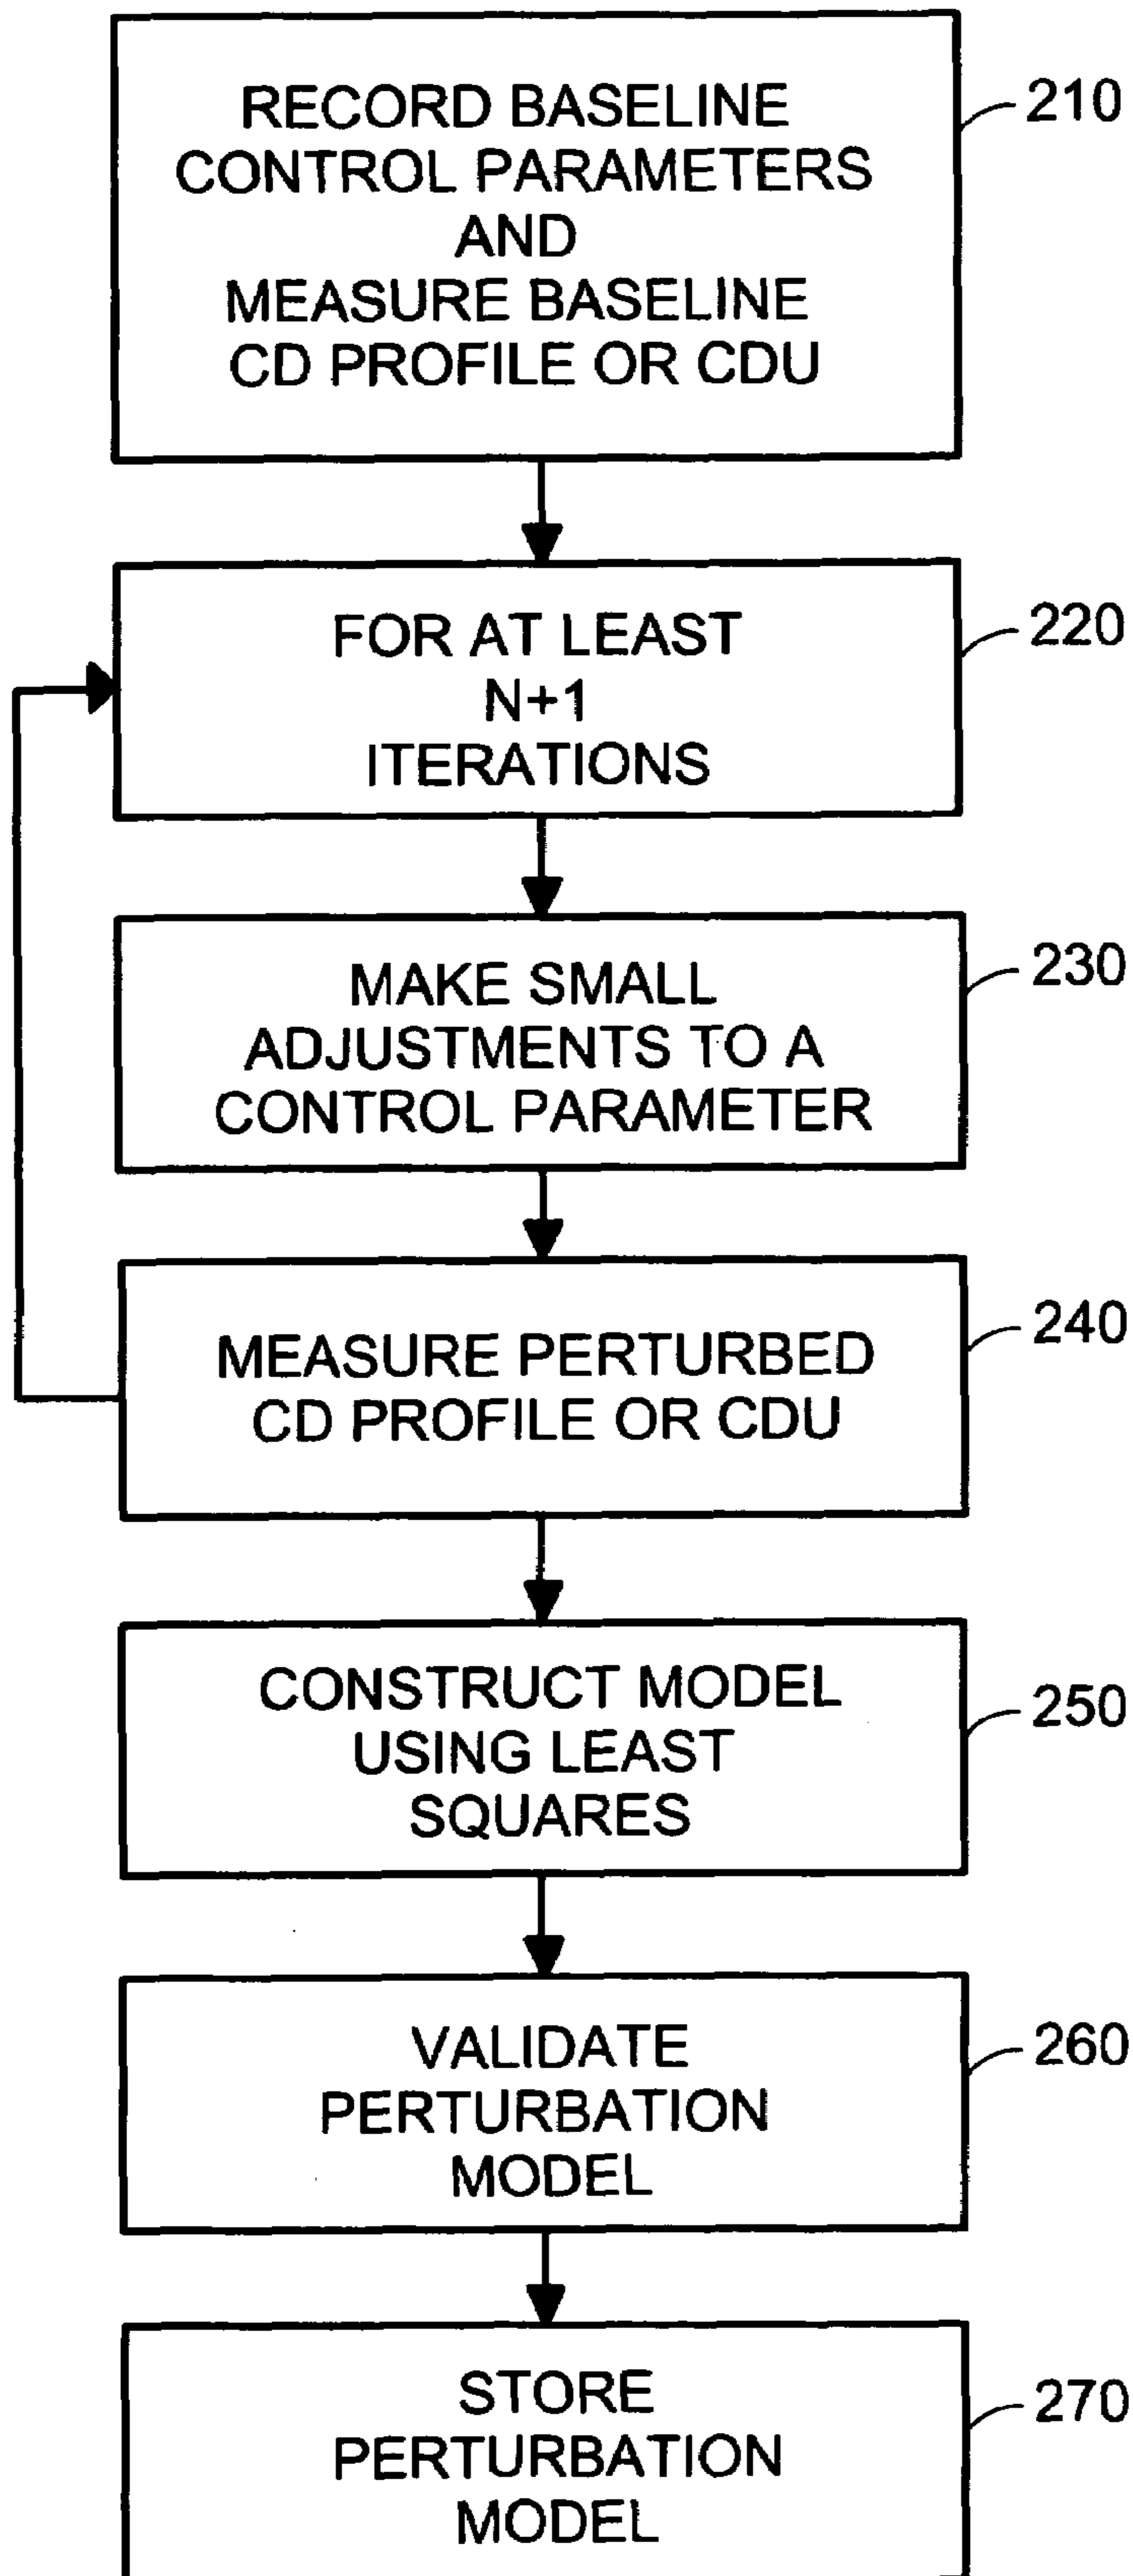 RECORD BASELINE
CONTROL PARAMETERS
AND
MEASURE BASELINE
CD PROFILE OR CDU
210
FOR AT LEAST
N+1
ITERATIONS
220
MAKE SMALL
ADJUSTMENTS TO A
CONTROL PARAMETER
230
MEASURE PERTURBED
CD PROFILE OR CDU
240
CONSTRUCT MODEL
USING LEAST
SQUARES
250
VALIDATE
PERTURBATION
MODEL
260
STORE
PERTURBATION
MODEL
270